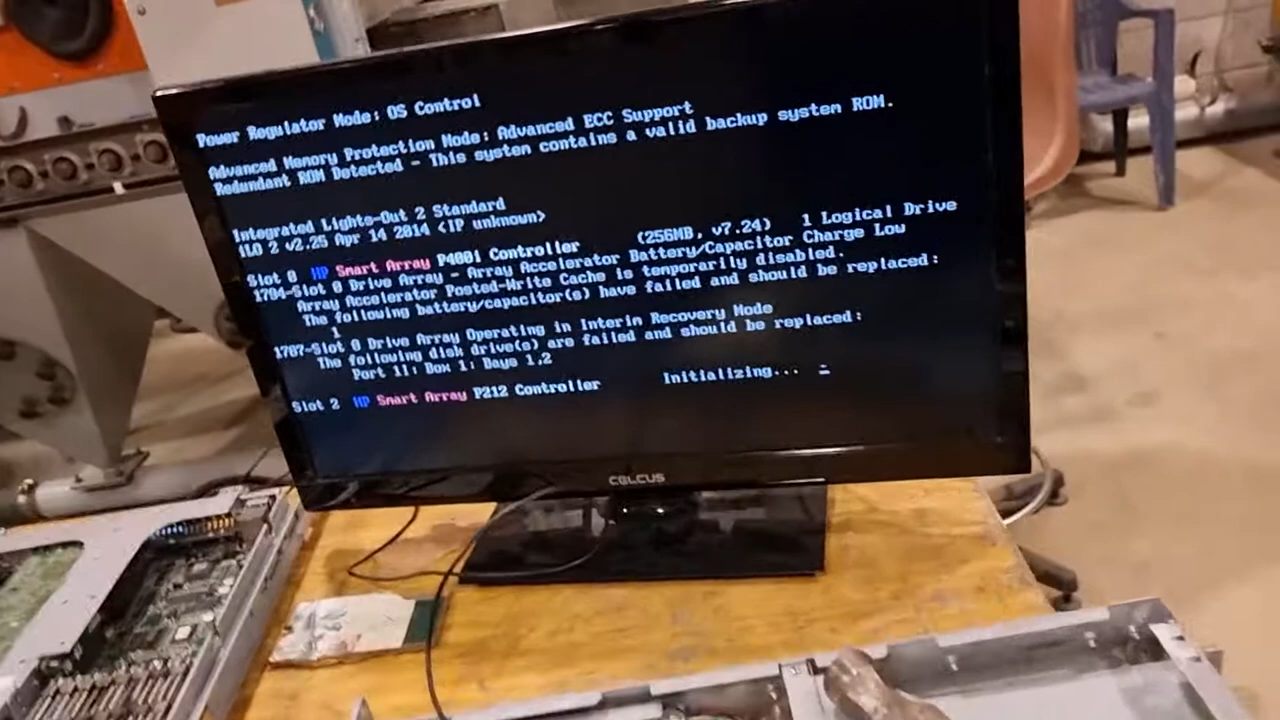 Power Regulator Mode: OS Control
Advanced Memory Protection Mode: Advanced ECC Support
Redundant ROM Detected - This system contains a valid backup system ROM.
Integrated Lights-Out 2 Standard
iLO 2 v2.25 Apr 14 2014 <IP unknown>
Slot 0 HP Smart Array P400i Controller (256MB, v7.24) 1 Logical Drive
1794-Slot 0 Drive Array - Array Accelerator Battery/Capacitor Charge Low
Array Accelerator Posted-Write Cache is temporarily disabled.
The following battery/capacitor(s) have failed and should be replaced:
1
1787-Slot 0 Drive Array Operating in Interim Recovery Mode
The following disk drive(s) are failed and should be replaced:
Port 1I: Box 1: Bays 1,2
Slot 2 HP Smart Array P212 Controller Initializing... -
CELCUS